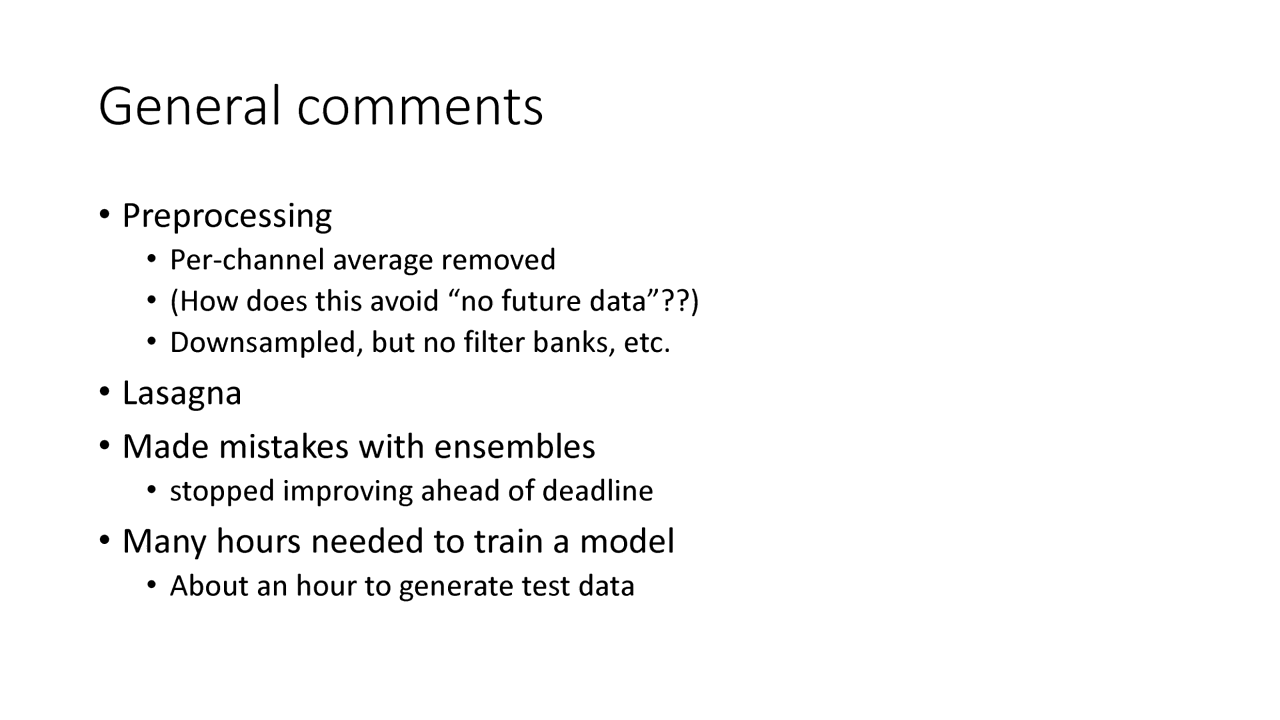 General comments
• Preprocessing
• Per-channel average removed
• (How does this avoid “no future data”??)
• Downsampled, but no filter banks, etc.
• Lasagna
• Made mistakes with ensembles
• stopped improving ahead of deadline
• Many hours needed to train a model
• About an hour to generate test data